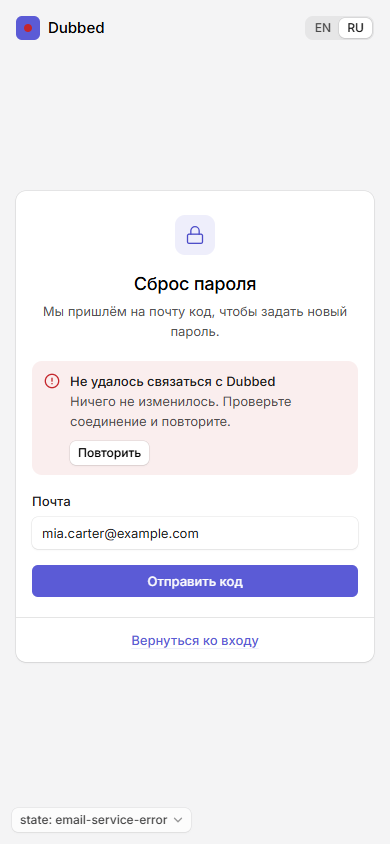 Dubbed
EN RU
Сброс пароля
Мы пришлём на почту код, чтобы задать новый
пароль.
Не удалось связаться с Dubbed
Ничего не изменилось. Проверьте
соединение и повторите.
Повторить
Почта
mia.carter@example.com
Отправить код
Вернуться ко входу
state: email-service-error